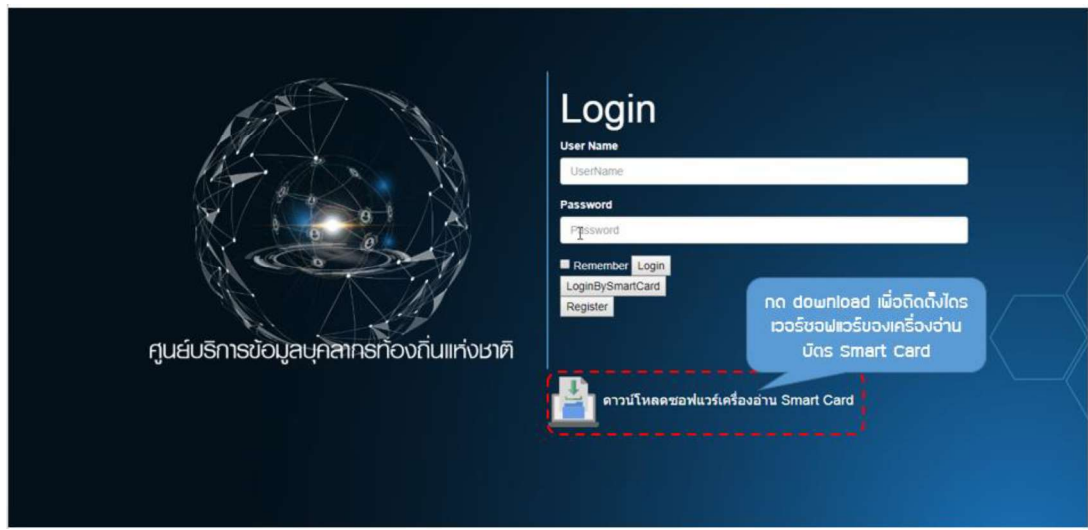 ศูนย์บริการข้อมูลบุคลากรท้องถิ่นแห่งชาติ
Login
User Name
UserName
Password
Password
Remember Login
LoginBySmartCard
Register
กด download เพื่อติดตั้งไดร
เวอร์ซอฟแวร์ของเครื่องอ่าน
บัตร Smart Card
ดาวน์โหลดซอฟแวร์เครื่องอ่าน Smart Card